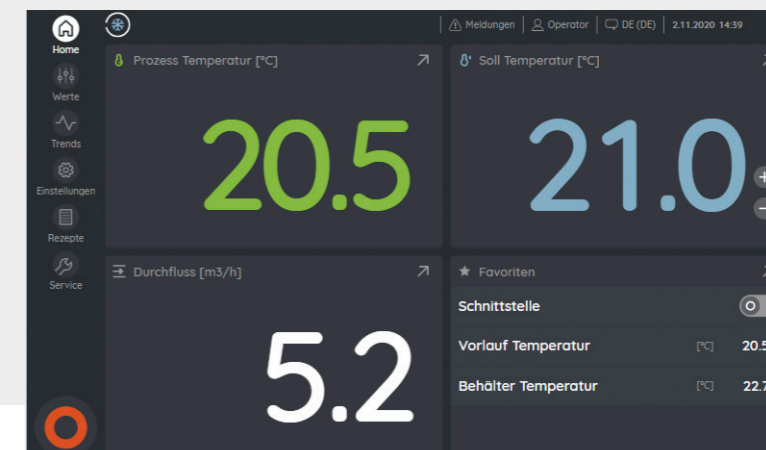 Meldungen Operator DE (DE) 2.11.2020 14:39
Home
Werte
Trends
Einstellungen
Rezepte
Service
Prozess Temperatur [°C]
20.5
Soll Temperatur [°C]
21.0
+
−
Durchfluss [m3/h]
5.2
Favoriten
Schnittstelle
Vorlauf Temperatur [°C] 20.5
Behälter Temperatur [°C] 22.7